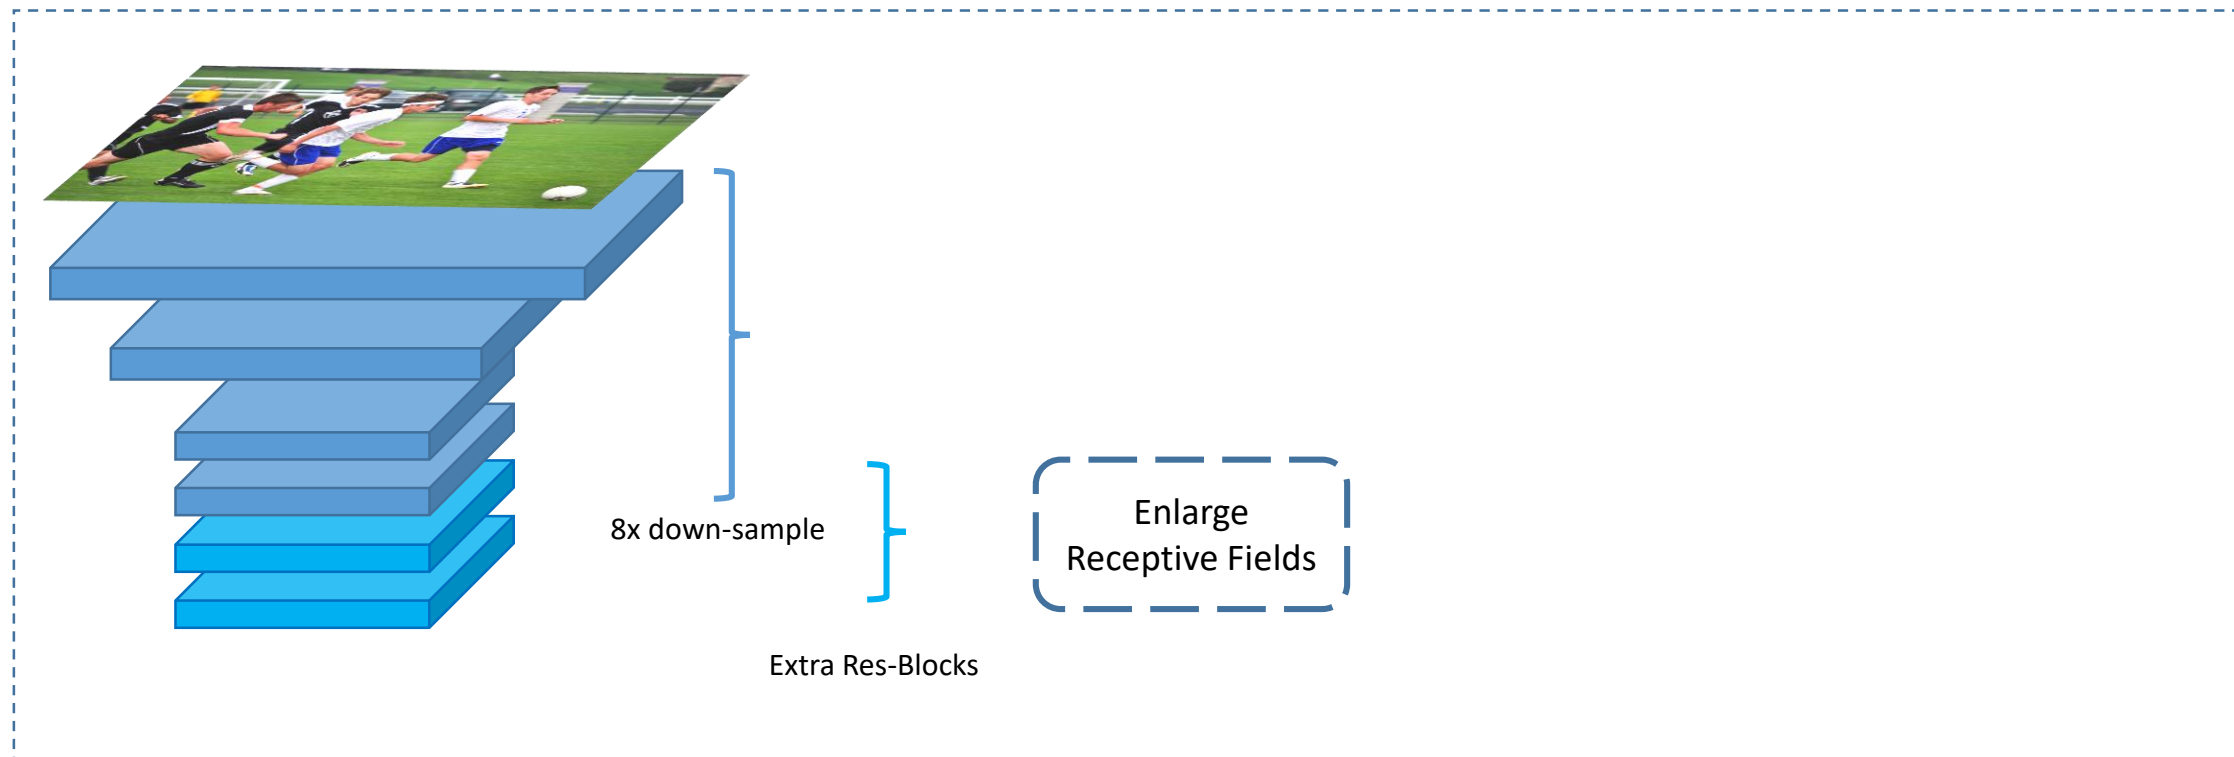 8x down-sample
Enlarge
Receptive Fields
Extra Res-Blocks